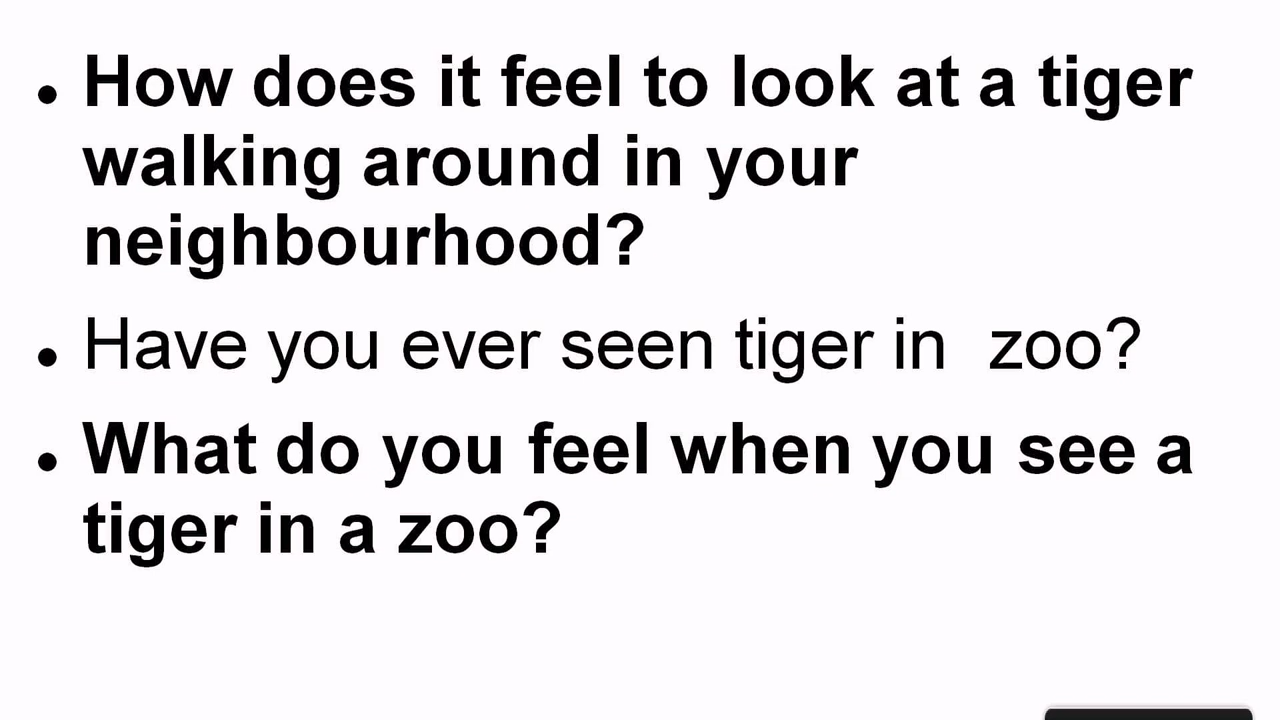 • How does it feel to look at a tiger
walking around in your
neighbourhood?
• Have you ever seen tiger in  zoo?
• What do you feel when you see a
tiger in a zoo?